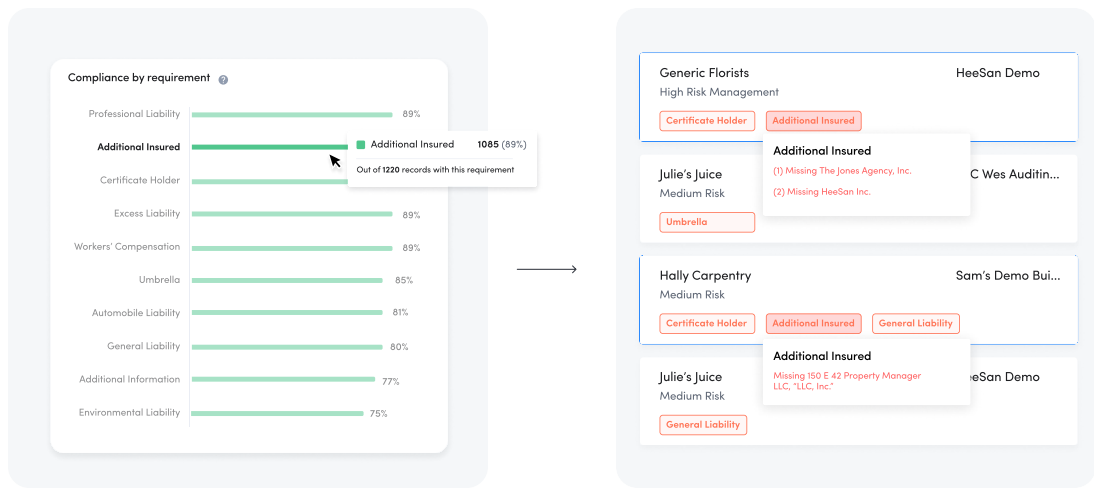 Compliance by requirement ?
Professional Liability 89%
Additional Insured
Additional Insured 1085 (89%)
Out of 1220 records with this requirement
Certificate Holder
Excess Liability 89%
Workers' Compensation 89%
Umbrella 85%
Automobile Liability 81%
General Liability 80%
Additional Information 77%
Environmental Liability 75%
Generic Florists HeeSan Demo
High Risk Management
Certificate Holder Additional Insured
Additional Insured
(1) Missing The Jones Agency, Inc.
(2) Missing HeeSan Inc.
Julie's Juice C Wes Auditin...
Medium Risk
Umbrella
Hally Carpentry Sam's Demo Bui...
Medium Risk
Certificate Holder Additional Insured General Liability
Additional Insured
Missing 150 E 42 Property Manager
LLC, "LLC, Inc."
Julie's Juice eeSan Demo
Medium Risk
General Liability